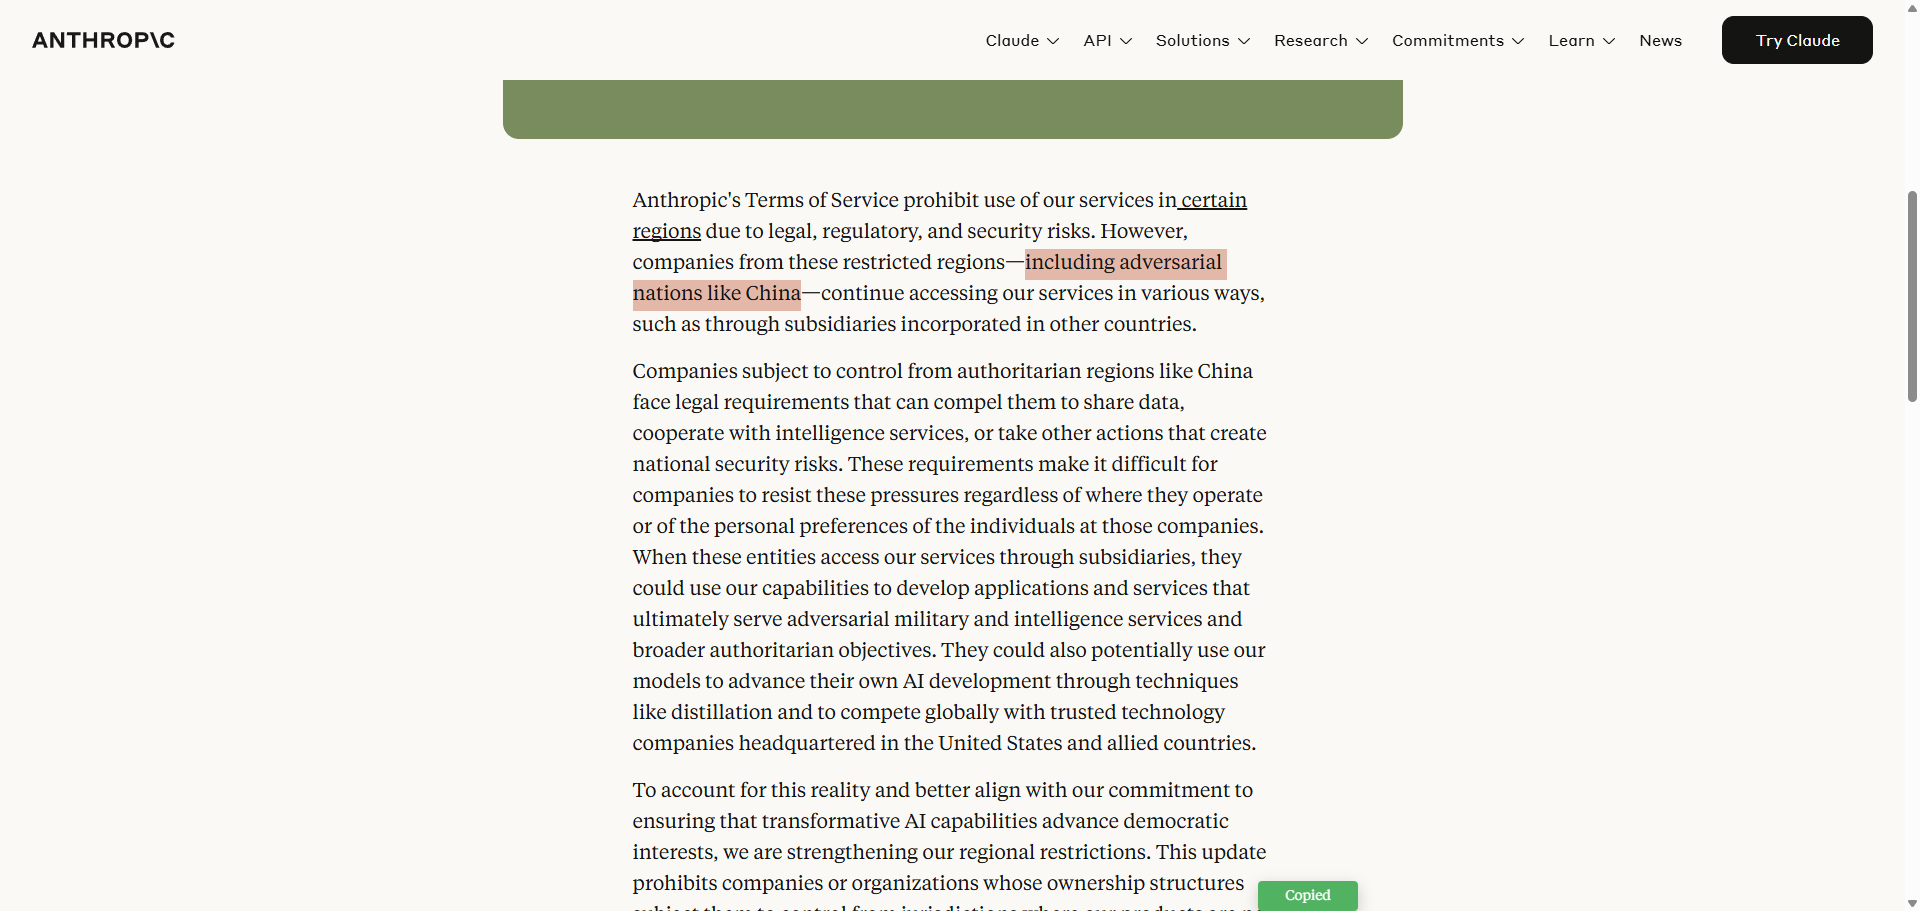 ANTHROP\C
Claude API Solutions Research Commitments Learn News Try Claude
Anthropic's Terms of Service prohibit use of our services in certain
regions due to legal, regulatory, and security risks. However,
companies from these restricted regions—including adversarial
nations like China—continue accessing our services in various ways,
such as through subsidiaries incorporated in other countries.
Companies subject to control from authoritarian regions like China
face legal requirements that can compel them to share data,
cooperate with intelligence services, or take other actions that create
national security risks. These requirements make it difficult for
companies to resist these pressures regardless of where they operate
or of the personal preferences of the individuals at those companies.
When these entities access our services through subsidiaries, they
could use our capabilities to develop applications and services that
ultimately serve adversarial military and intelligence services and
broader authoritarian objectives. They could also potentially use our
models to advance their own AI development through techniques
like distillation and to compete globally with trusted technology
companies headquartered in the United States and allied countries.
To account for this reality and better align with our commitment to
ensuring that transformative AI capabilities advance democratic
interests, we are strengthening our regional restrictions. This update
prohibits companies or organizations whose ownership structures
Copied